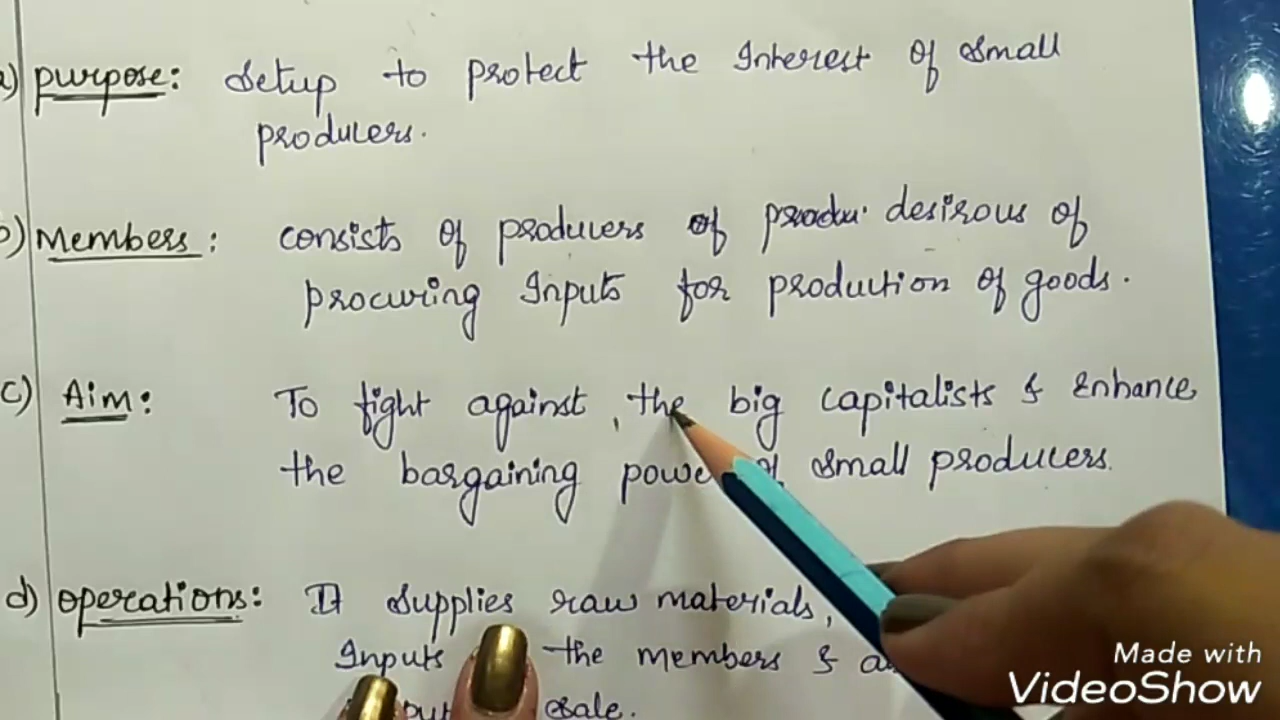 a) purpose: Setup to protect the Interest of small
producers.
b) Members: consists of producers of desirous of
procuring Inputs for production of goods.
c) Aim: To fight against, the big capitalists & Enhance
the bargaining small producers.
d) operations: It supplies raw materials,
Inputs the members &
sale.
Made with
VideoShow